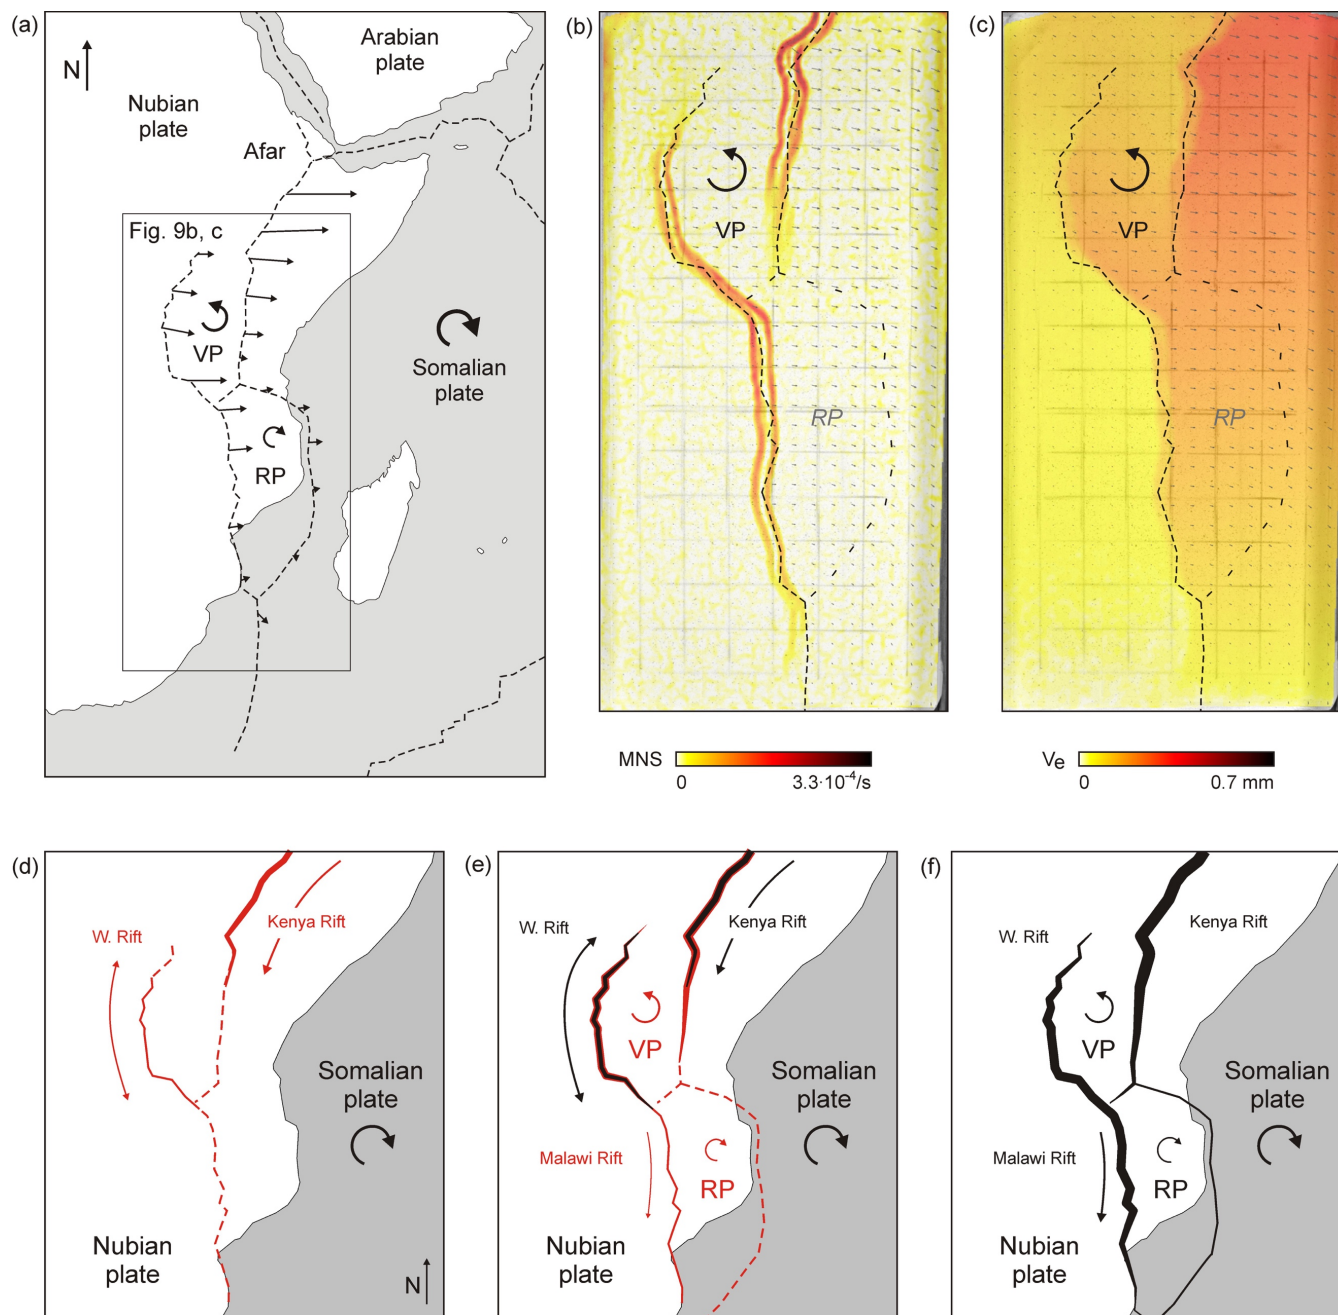 (a)
N
Nubian
plate
Arabian
plate
Afar
Fig. 9b, c
VP
RP
Somalian
plate
(b)
VP
RP
MNS
0
3.3·10⁻⁴/s
(c)
VP
RP
Ve
0
0.7 mm
(d)
W. Rift
Kenya Rift
Somalian
plate
Nubian
plate
N
(e)
W. Rift
Kenya Rift
VP
Somalian
plate
Malawi Rift
RP
Nubian
plate
(f)
W. Rift
Kenya Rift
VP
Somalian
plate
Malawi Rift
RP
Nubian
plate